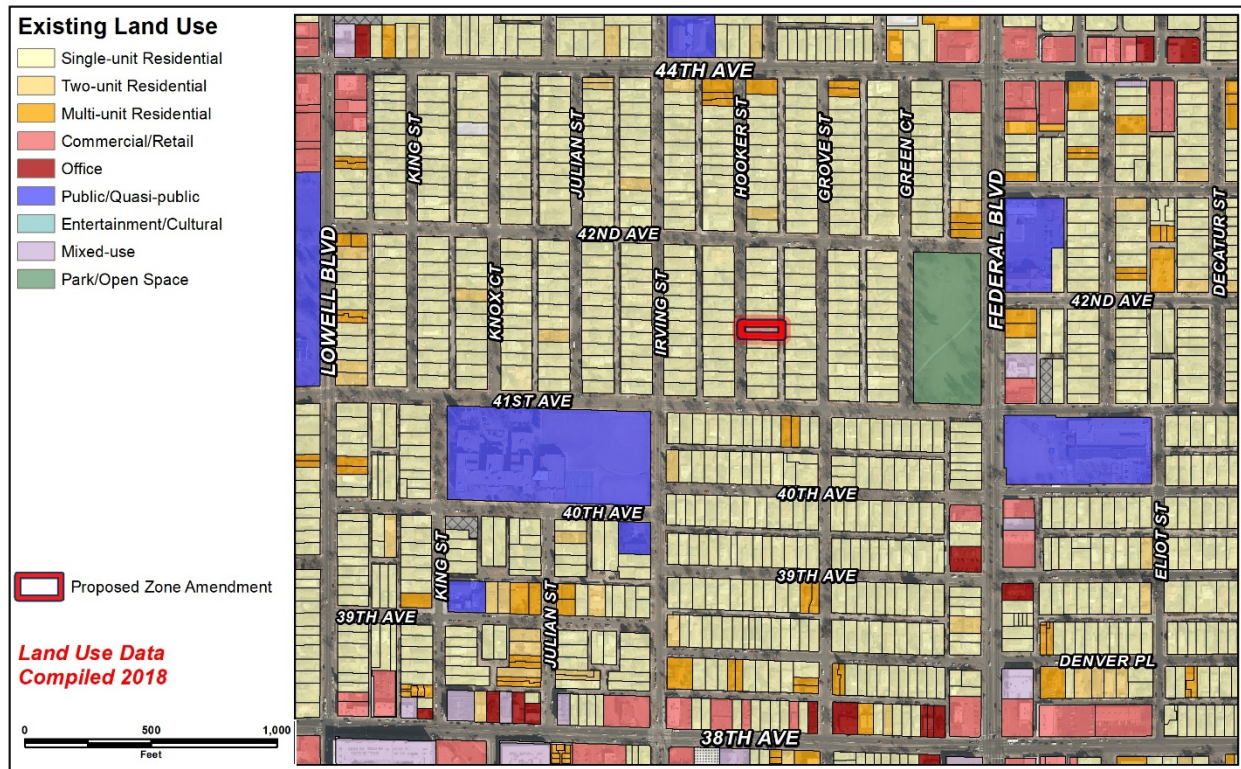 Existing Land Use
Single-unit Residential
Two-unit Residential
Multi-unit Residential
Commercial/Retail
Office
Public/Quasi-public
Entertainment/Cultural
Mixed-use
Park/Open Space
Proposed Zone Amendment
Land Use Data
Compiled 2018
0 500 1,000
Feet
44TH AVE
KING ST
JULIAN ST
HOOKER ST
GROVE ST
GREEN CT
FEDERAL BLVD
DECATUR ST
42ND AVE
LOWELL BLVD
KNOX CT
IRVING ST
42ND AVE
41ST AVE
40TH AVE
40TH AVE
KING ST
JULIAN ST
39TH AVE
ELIOT ST
39TH AVE
DENVER PL
38TH AVE